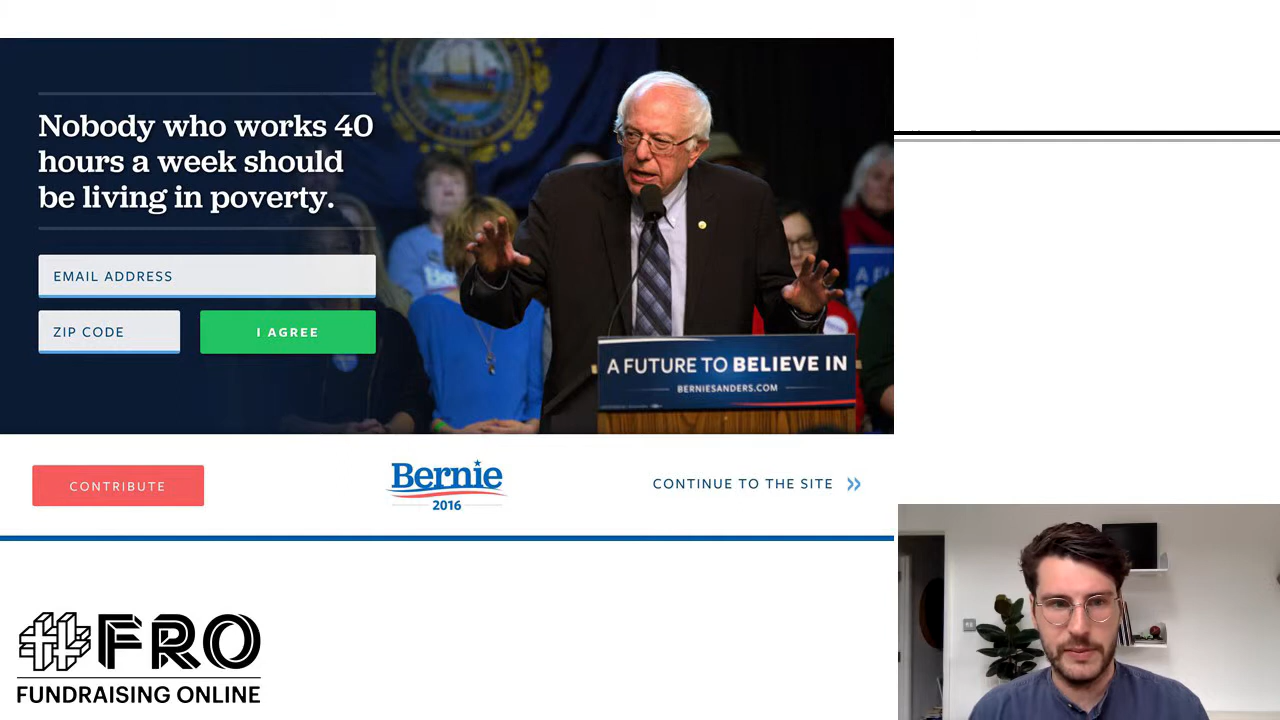 Nobody who works 40
hours a week should
be living in poverty.
EMAIL ADDRESS
ZIP CODE
I AGREE
A FUTURE TO BELIEVE IN
BERNIESANDERS.COM
CONTRIBUTE
Bernie
2016
CONTINUE TO THE SITE »
#FRO
FUNDRAISING ONLINE